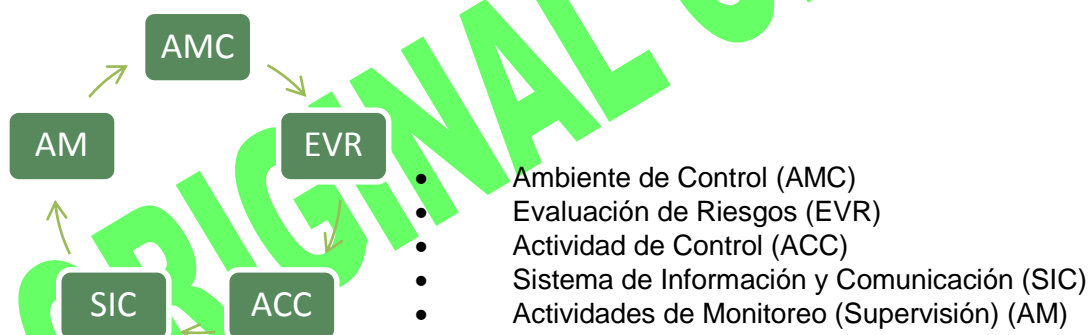 AMC
AM
EVR
SIC
ACC
• Ambiente de Control (AMC)
• Evaluación de Riesgos (EVR)
• Actividad de Control (ACC)
• Sistema de Información y Comunicación (SIC)
• Actividades de Monitoreo (Supervisión) (AM)
ORIGINAL